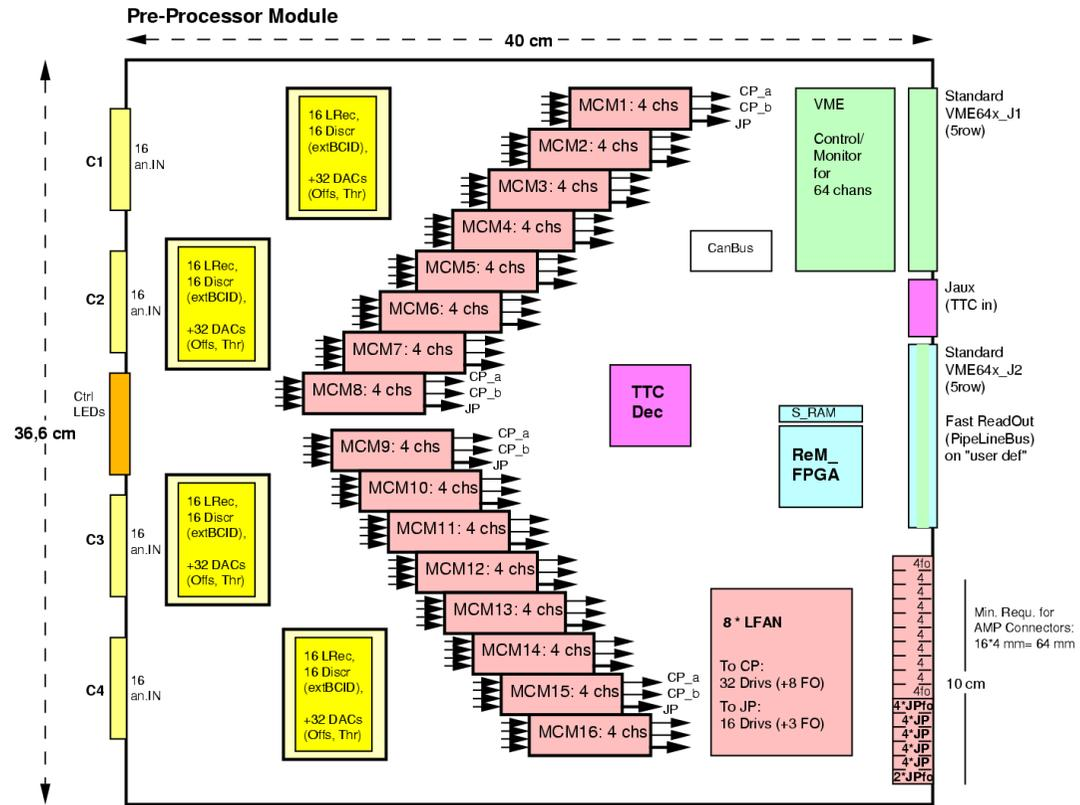 Pre-Processor Module
40 cm
36,6 cm
C1
16
an.IN
C2
16
an.IN
Ctrl
LEDs
C3
16
an.IN
C4
16
an.IN
16 LRec,
16 Discr
(extBCID),
+32 DACs
(Offs, Thr)
16 LRec,
16 Discr
(extBCID),
+32 DACs
(Offs, Thr)
16 LRec,
16 Discr
(extBCID),
+32 DACs
(Offs, Thr)
16 LRec,
16 Discr
(extBCID),
+32 DACs
(Offs, Thr)
MCM1: 4 chs
CP_a
CP_b
JP
MCM2: 4 chs
MCM3: 4 chs
MCM4: 4 chs
MCM5: 4 chs
MCM6: 4 chs
MCM7: 4 chs
MCM8: 4 chs
CP_a
CP_b
JP
MCM9: 4 chs
CP_a
CP_b
JP
MCM10: 4 chs
MCM11: 4 chs
MCM12: 4 chs
MCM13: 4 chs
MCM14: 4 chs
MCM15: 4 chs
CP_a
CP_b
JP
MCM16: 4 chs
VME
Control/
Monitor
for
64 chans
CanBus
TTC
Dec
S_RAM
ReM_
FPGA
8 * LFAN
To CP:
32 Drivs (+8 FO)
To JP:
16 Drivs (+3 FO)
Standard
VME64x_J1
(5row)
Jaux
(TTC in)
Standard
VME64x_J2
(5row)
Fast ReadOut
(PipeLineBus)
on "user def"
4fo
4
4
4
4
4
4
4
4
4fo
4*JPfo
4*JP
4*JP
4*JP
4*JP
2*JPfo
Min. Requ. for
AMP Connectors:
16*4 mm= 64 mm
10 cm